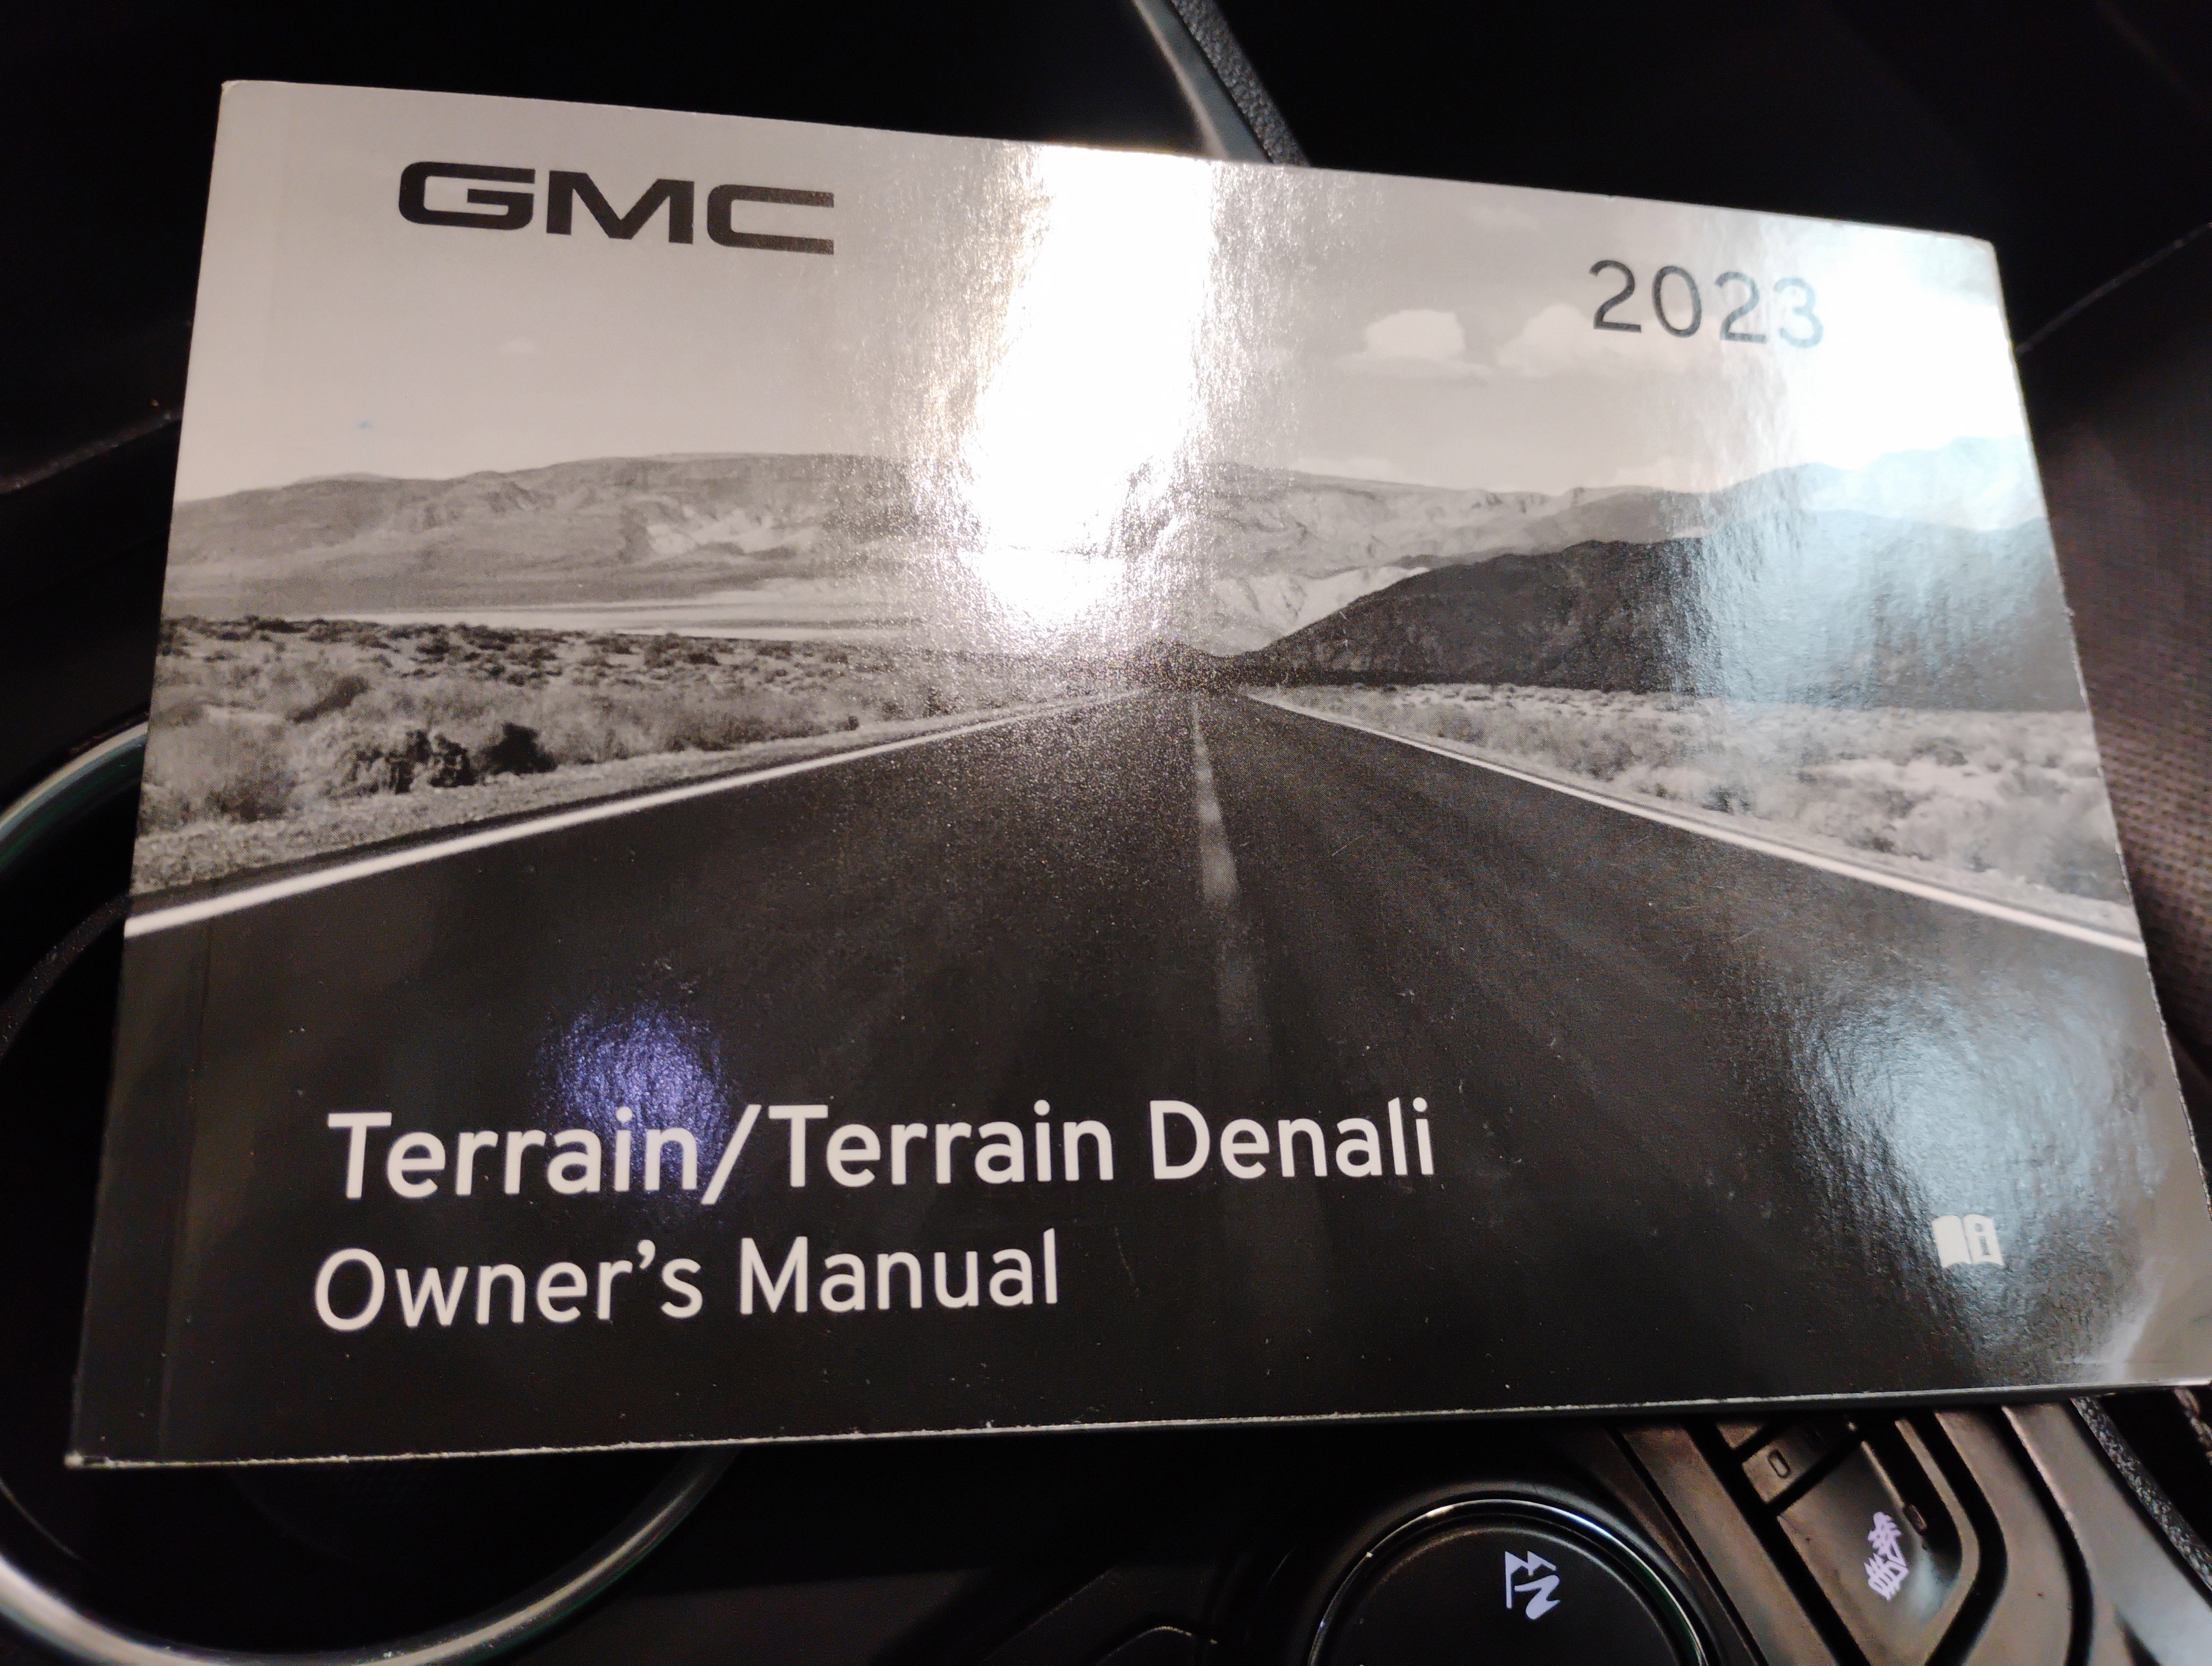 GMC
2023
Terrain/Terrain Denali
Owner's Manual